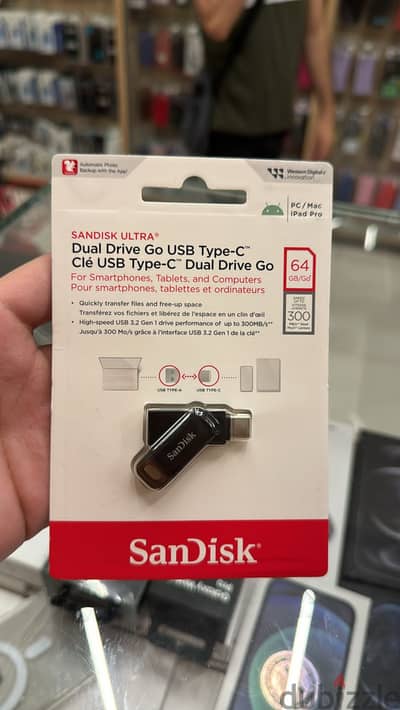 Automatic Photo
Backup with the App!
Western Digital®
innovation
PC / Mac
iPad Pro
SANDISK ULTRA®
Dual Drive Go USB Type-C™
Clé USB Type-C™ Dual Drive Go
For Smartphones, Tablets, and Computers
Pour smartphones, tablettes et ordinateurs
64
GB/Go
• Quickly transfer files and free-up space
Transférez vos fichiers et libérez de l'espace en un clin d'œil
• High-speed USB 3.2 Gen 1 drive performance of up to 300MB/s
Jusqu'à 300 Mo/s grâce à l'interface USB 3.2 Gen 1 de la clé
300
USB TYPE-A
USB TYPE-C
SanDisk
SanDisk®
dubizzle